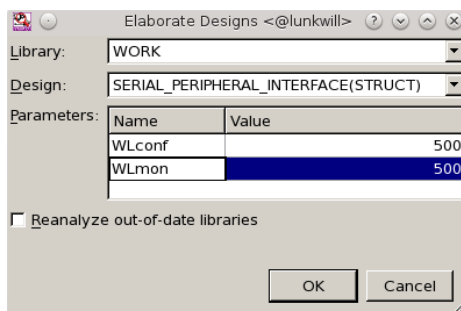 Elaborate Designs <@lunkwill>
Library: WORK
Design: SERIAL_PERIPHERAL_INTERFACE(STRUCT)
Parameters: Name Value
WLconf 500
WLmon 500
Reanalyze out-of-date libraries
OK Cancel